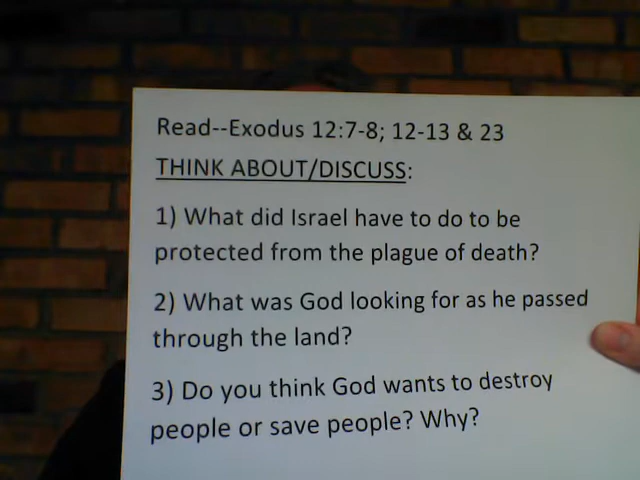 Read--Exodus 12:7-8; 12-13 & 23
THINK ABOUT/DISCUSS:
1) What did Israel have to do to be
protected from the plague of death?
2) What was God looking for as he passed
through the land?
3) Do you think God wants to destroy
people or save people? Why?